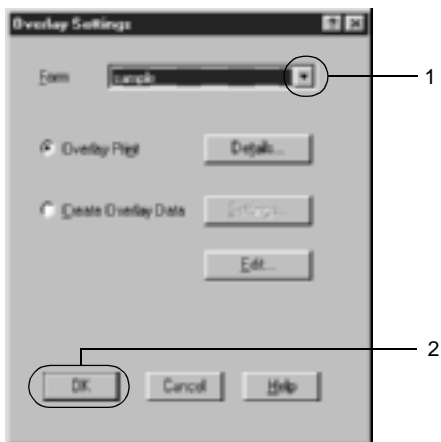 Overlay Settings
Form sample
1
Overlay Print Details...
Create Overlay Data Settings...
Edit...
2
OK Cancel Help